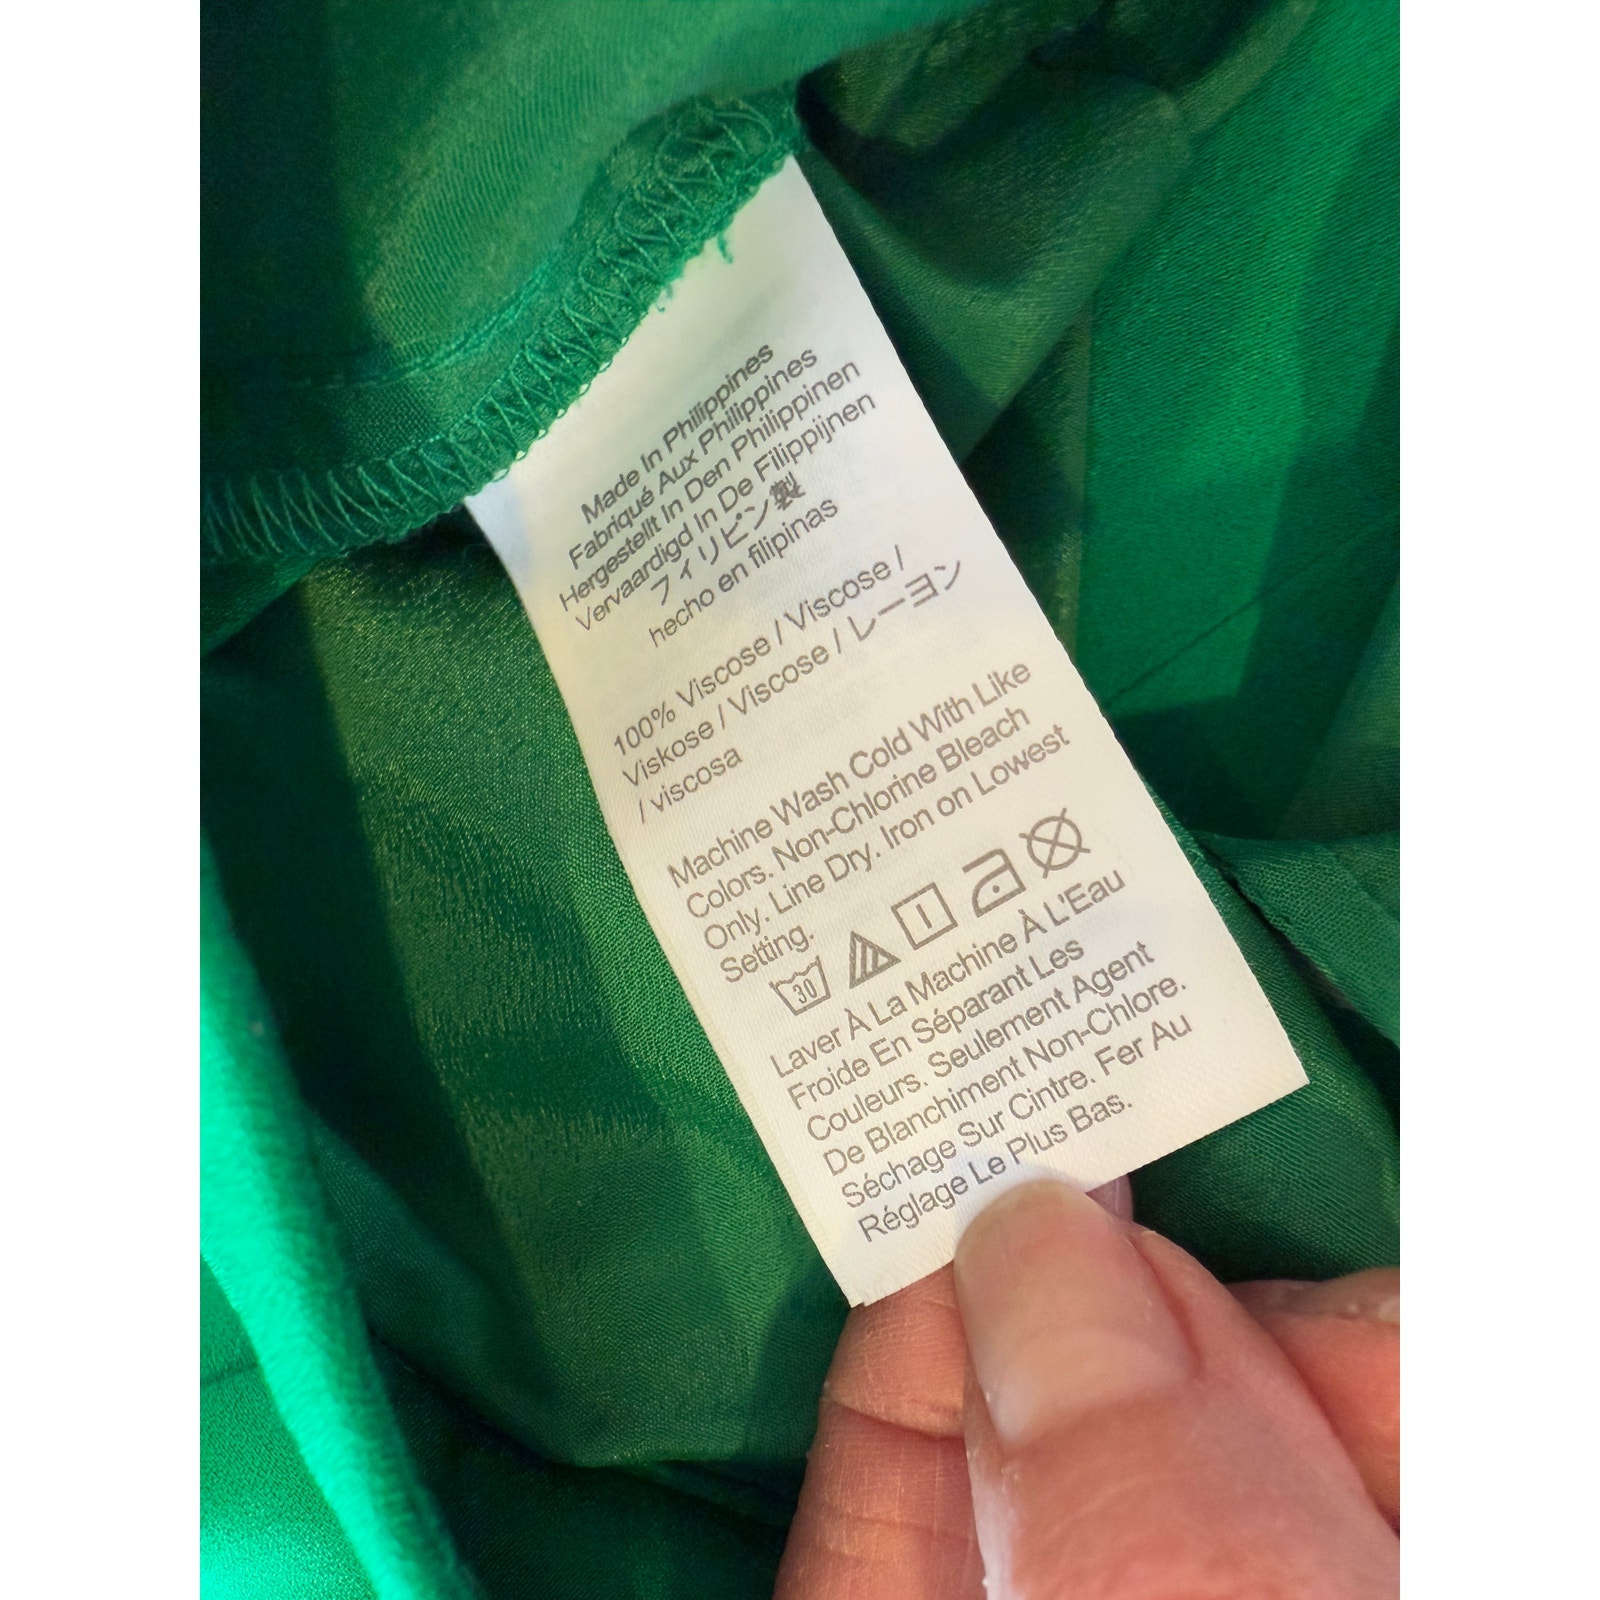 Made In Philippines
Fabriqué Aux Philippines
Hergestellt In Den Philippinen
Vervaardigd In De Filippijnen
フィリピン製
hecho en filipinas
100% Viscose / Viscose /
Viskose / Viscose / レーヨン
/ viscosa
Machine Wash Cold With Like
Colors. Non-Chlorine Bleach
Only. Line Dry. Iron on Lowest
Setting.
30
Laver À La Machine À L'Eau
Froide En Séparant Les
Couleurs. Seulement Agent
De Blanchiment Non-Chlore.
Séchage Sur Cintre. Fer Au
Réglage Le Plus Bas.